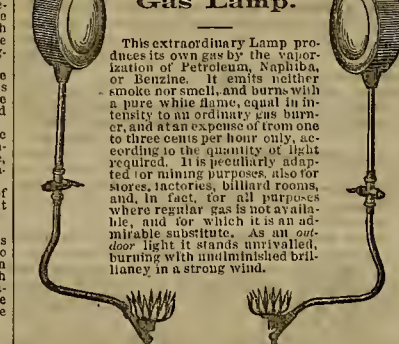 Gas Lamp.
This extraordinary Lamp pro-
duces its own gas by the vapor-
ization of Petroleum, Naphtha,
or Benzine. It emits neither
smoke nor smell, and burns with
a pure white flame, equal in in-
tensity to an ordinary gas burn-
er, and at an expense of from one
to three cents per hour only, ac-
cording to the quantity of light
required. It is peculiarly adap-
ted for mining purposes, also for
stores, factories, billiard rooms,
and, in fact, for all purposes
where regular gas is not availa-
ble, and for which it is an ad-
mirable substitute. As an out-
door light it stands unrivalled,
burning with undiminished bril-
liancy in a strong wind.